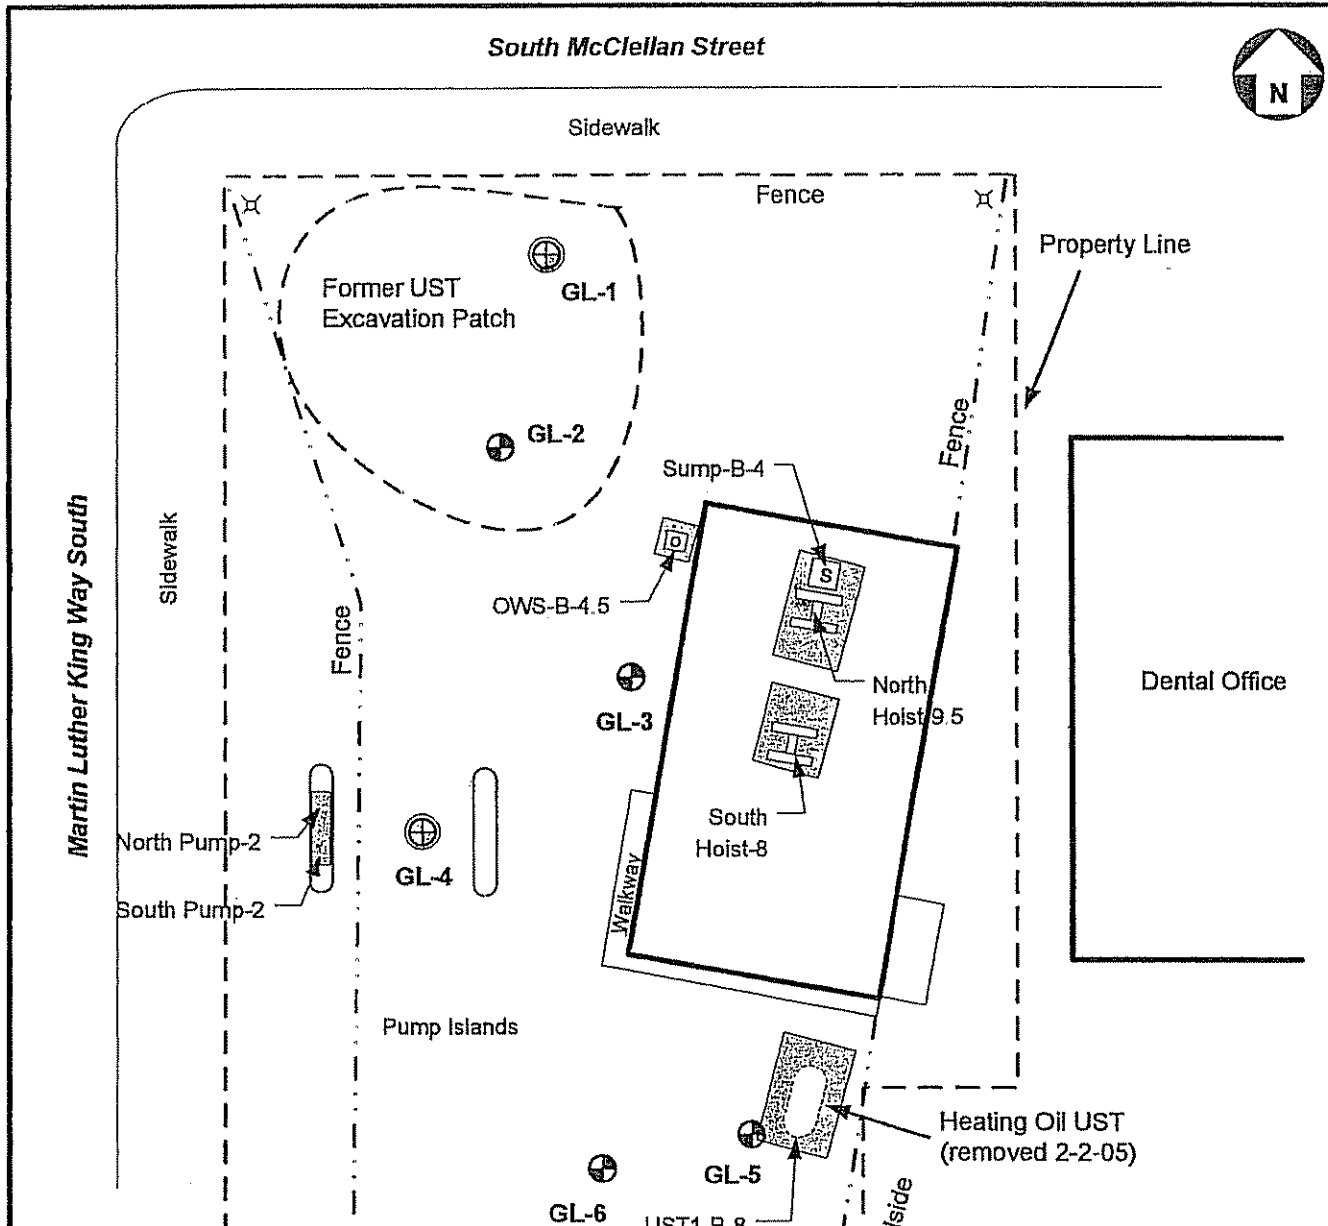 South McClellan Street
N
Sidewalk
Fence
Property Line
Former UST
Excavation Patch
GL-1
GL-2
Fence
Sump-B-4
Martin Luther King Way South
Sidewalk
O
S
OWS-B-4.5
Fence
North
Hoist-9.5
Dental Office
GL-3
South
Hoist-8
North Pump-2
GL-4
Walkway
South Pump-2
Pump Islands
Heating Oil UST
(removed 2-2-05)
GL-5
GL-6
UST1-B-8